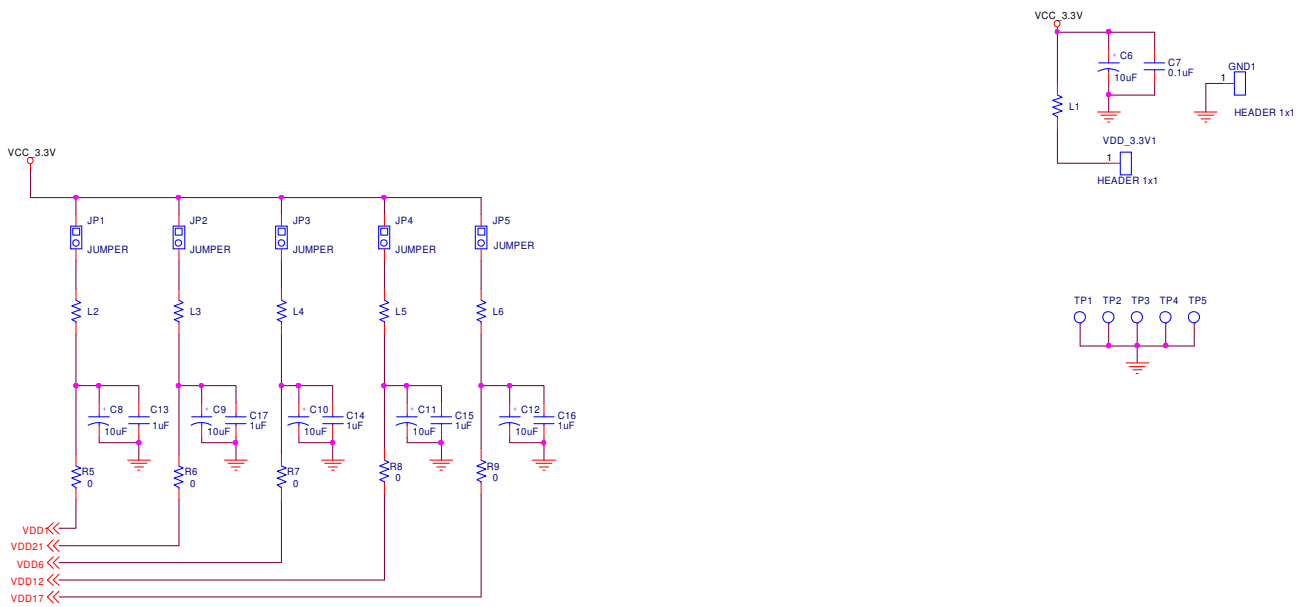 VCC_3.3V
C6
10uF
C7
0.1uF
GND1
1
HEADER 1x1
L1
VDD_3.3V1
1
HEADER 1x1
VCC_3.3V
JP1
JUMPER
JP2
JUMPER
JP3
JUMPER
JP4
JUMPER
JP5
JUMPER
L2
L3
L4
L5
L6
TP1 TP2 TP3 TP4 TP5
C8
10uF
C13
1uF
C9
10uF
C17
1uF
C10
10uF
C14
1uF
C11
10uF
C15
1uF
C12
10uF
C16
1uF
R5
0
R6
0
R7
0
R8
0
R9
0
VDD1
VDD21
VDD6
VDD12
VDD17